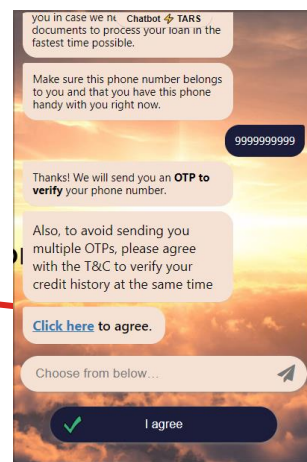 you in case we ne
Chatbot ⚡ TARS
documents to process your loan in the
fastest time possible.
Make sure this phone number belongs
to you and that you have this phone
handy with you right now.
9999999999
Thanks! We will send you an OTP to
verify your phone number.
Also, to avoid sending you
multiple OTPs, please agree
with the T&C to verify your
credit history at the same time
Click here to agree.
Choose from below...
I agree